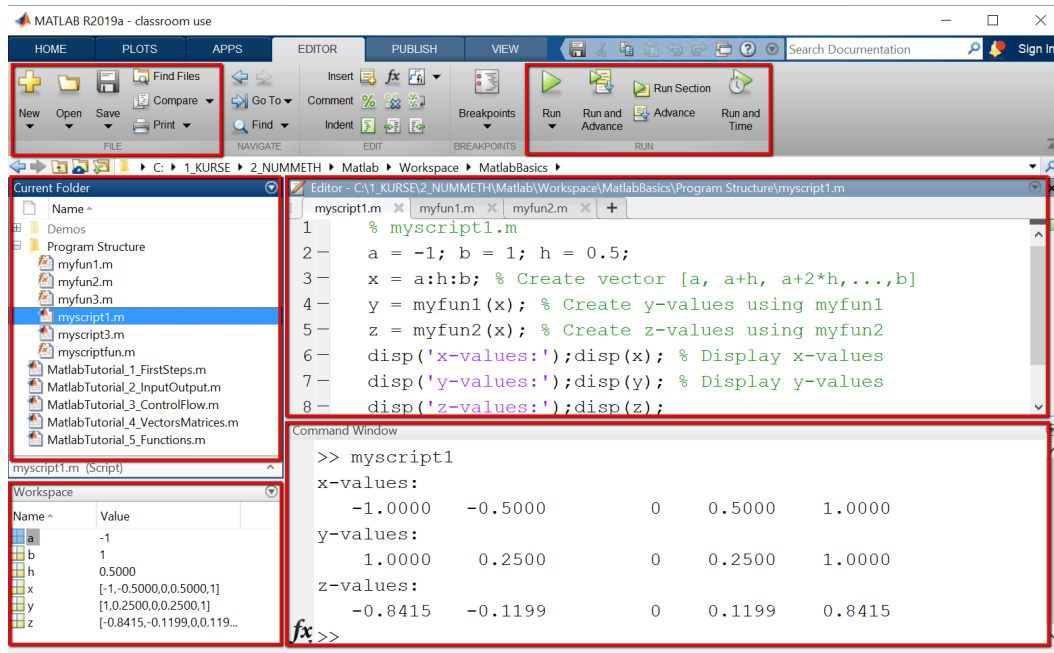 MATLAB R2019a - classroom use
HOME PLOTS APPS EDITOR PUBLISH VIEW Search Documentation Sign In
New Open Save Find Files Compare Print
FILE
Go To Find
NAVIGATE
Insert fx
Comment %
Indent
EDIT
Breakpoints
BREAKPOINTS
Run Run and Advance Run Section Advance Run and Time
RUN
C: 1_KURSE 2_NUMMETH Matlab Workspace MatlabBasics
Current Folder
Name
Demos
Program Structure
myfun1.m
myfun2.m
myfun3.m
myscript1.m
myscript3.m
myscriptfun.m
MatlabTutorial_1_FirstSteps.m
MatlabTutorial_2_InputOutput.m
MatlabTutorial_3_ControlFlow.m
MatlabTutorial_4_VectorsMatrices.m
MatlabTutorial_5_Functions.m
myscript1.m (Script)
Workspace
Name Value
a -1
b 1
h 0.5000
x [-1,-0.5000,0,0.5000,1]
y [1,0.2500,0,0.2500,1]
z [-0.8415,-0.1199,0,0.119...
Editor - C:\1_KURSE\2_NUMMETH\Matlab\Workspace\MatlabBasics\Program Structure\myscript1.m
myscript1.m myfun1.m myfun2.m +
1 % myscript1.m
2 – a = -1; b = 1; h = 0.5;
3 – x = a:h:b; % Create vector [a, a+h, a+2*h,...,b]
4 – y = myfun1(x); % Create y-values using myfun1
5 – z = myfun2(x); % Create z-values using myfun2
6 – disp('x-values:');disp(x); % Display x-values
7 – disp('y-values:');disp(y); % Display y-values
8 – disp('z-values:');disp(z);
Command Window
>> myscript1
x-values:
-1.0000 -0.5000 0 0.5000 1.0000
y-values:
1.0000 0.2500 0 0.2500 1.0000
z-values:
-0.8415 -0.1199 0 0.1199 0.8415
fx >>